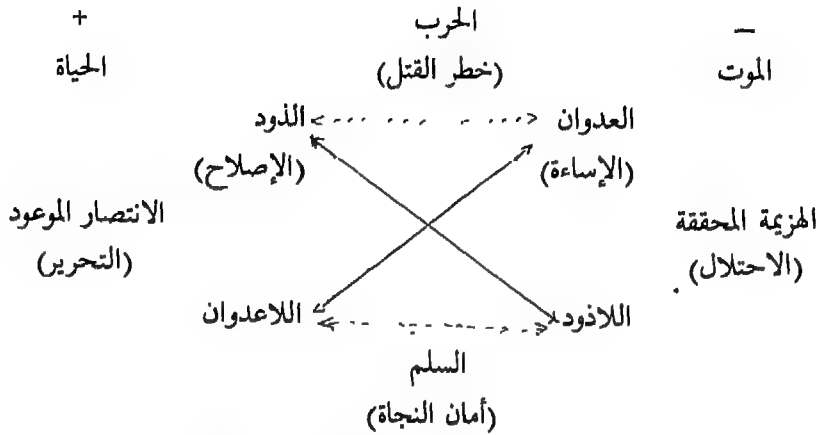 + الحرب −
الحياة (خطر القتل) الموت
الذود العدوان
(الإصلاح) (الإساءة)
الانتصار الموعود الهزيمة المحققة
(التحرير) (الاحتلال)
اللاعدوان اللاذود
السلم
(أمان النجاة)